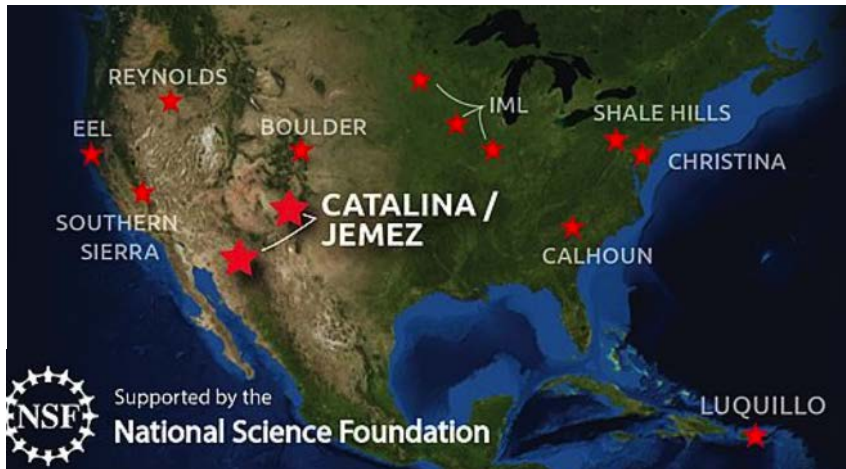 REYNOLDS
EEL
BOULDER
IML
SHALE HILLS
CHRISTINA
SOUTHERN
SIERRA
CATALINA /
JEMEZ
CALHOUN
LUQUILLO
NSF
Supported by the
National Science Foundation